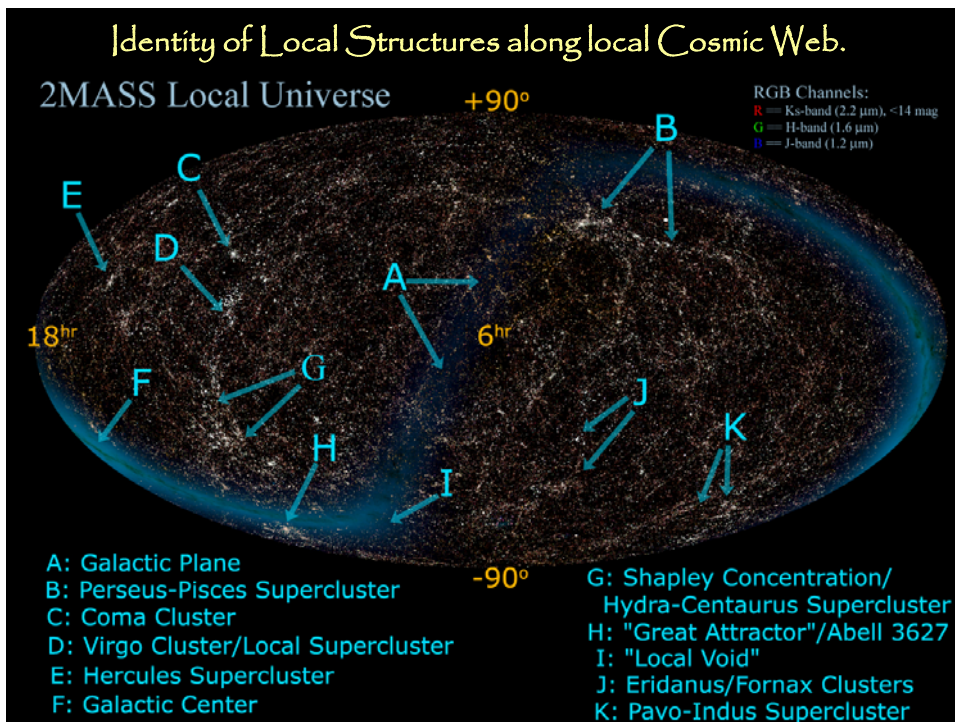 Identity of Local Structures along local Cosmic Web.
2MASS Local Universe
+90°
RGB Channels:
R == Ks-band (2.2 µm), <14 mag
G == H-band (1.6 µm)
B == J-band (1.2 µm)
B
C
E
D
A
18hr
6hr
G
F
J
K
H
I
-90°
A: Galactic Plane
B: Perseus-Pisces Supercluster
C: Coma Cluster
D: Virgo Cluster/Local Supercluster
E: Hercules Supercluster
F: Galactic Center
G: Shapley Concentration/
Hydra-Centaurus Supercluster
H: "Great Attractor"/Abell 3627
I: "Local Void"
J: Eridanus/Fornax Clusters
K: Pavo-Indus Supercluster